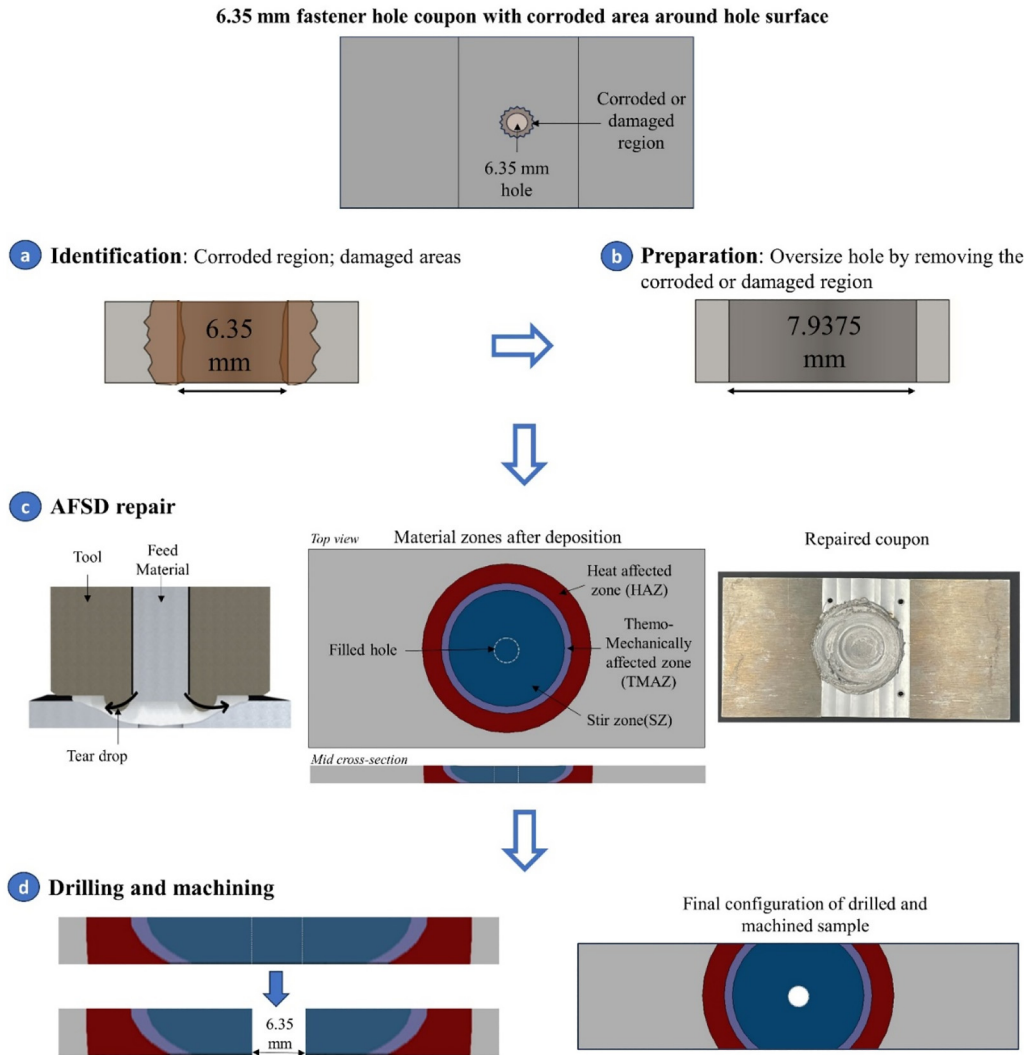 6.35 mm fastener hole coupon with corroded area around hole surface
Corroded or
damaged
region
6.35 mm
hole
a Identification: Corroded region; damaged areas
6.35
mm
b Preparation: Oversize hole by removing the
corroded or damaged region
7.9375
mm
c AFSD repair
Tool
Feed
Material
Tear drop
Top view
Material zones after deposition
Heat affected
zone (HAZ)
Filled hole
Themo-
Mechanically
affected zone
(TMAZ)
Stir zone(SZ)
Mid cross-section
Repaired coupon
d Drilling and machining
6.35
mm
Final configuration of drilled and
machined sample